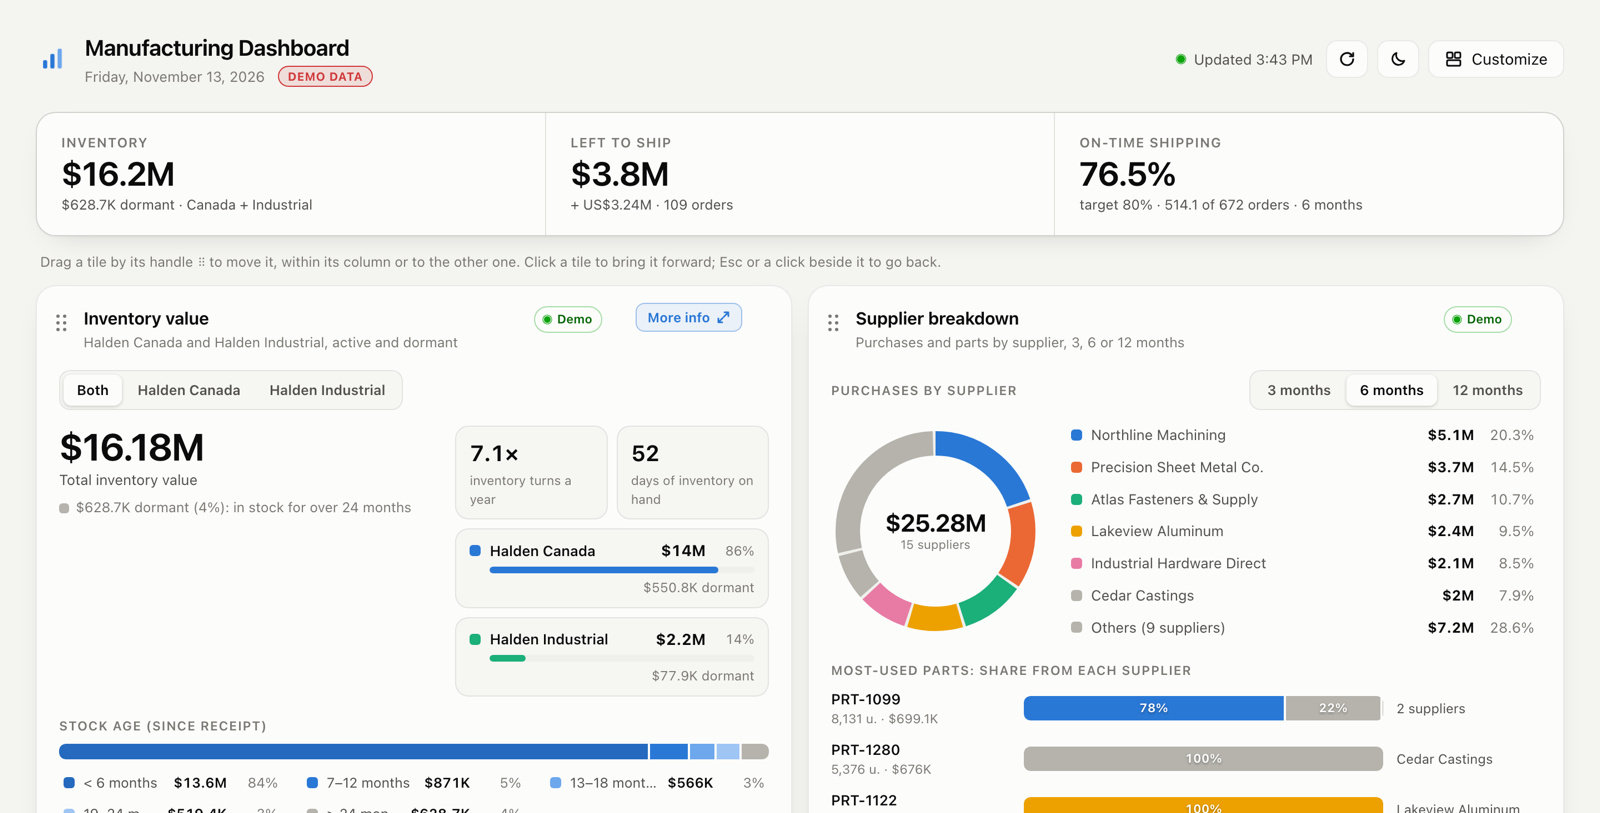 Manufacturing Dashboard
Friday, November 13, 2026 DEMO DATA
Updated 3:43 PM
Customize
INVENTORY
$16.2M
$628.7K dormant · Canada + Industrial
LEFT TO SHIP
$3.8M
+ US$3.24M · 109 orders
ON-TIME SHIPPING
76.5%
target 80% · 514.1 of 672 orders · 6 months
Drag a tile by its handle ⠿ to move it, within its column or to the other one. Click a tile to bring it forward; Esc or a click beside it to go back.
Inventory value
Demo
More info
Halden Canada and Halden Industrial, active and dormant
Both Halden Canada Halden Industrial
$16.18M
Total inventory value
$628.7K dormant (4%): in stock for over 24 months
7.1×
inventory turns a
year
52
days of inventory on
hand
Halden Canada $14M 86%
$550.8K dormant
Halden Industrial $2.2M 14%
$77.9K dormant
STOCK AGE (SINCE RECEIPT)
< 6 months $13.6M 84% 7–12 months $871K 5% 13–18 mont... $566K 3%
Supplier breakdown
Demo
Purchases and parts by supplier, 3, 6 or 12 months
PURCHASES BY SUPPLIER
3 months 6 months 12 months
$25.28M
15 suppliers
Northline Machining $5.1M 20.3%
Precision Sheet Metal Co. $3.7M 14.5%
Atlas Fasteners & Supply $2.7M 10.7%
Lakeview Aluminum $2.4M 9.5%
Industrial Hardware Direct $2.1M 8.5%
Cedar Castings $2M 7.9%
Others (9 suppliers) $7.2M 28.6%
MOST-USED PARTS: SHARE FROM EACH SUPPLIER
PRT-1099
8,131 u. · $699.1K
78% 22% 2 suppliers
PRT-1280
5,376 u. · $676K
100% Cedar Castings
PRT-1122
100% Lakeview Aluminum